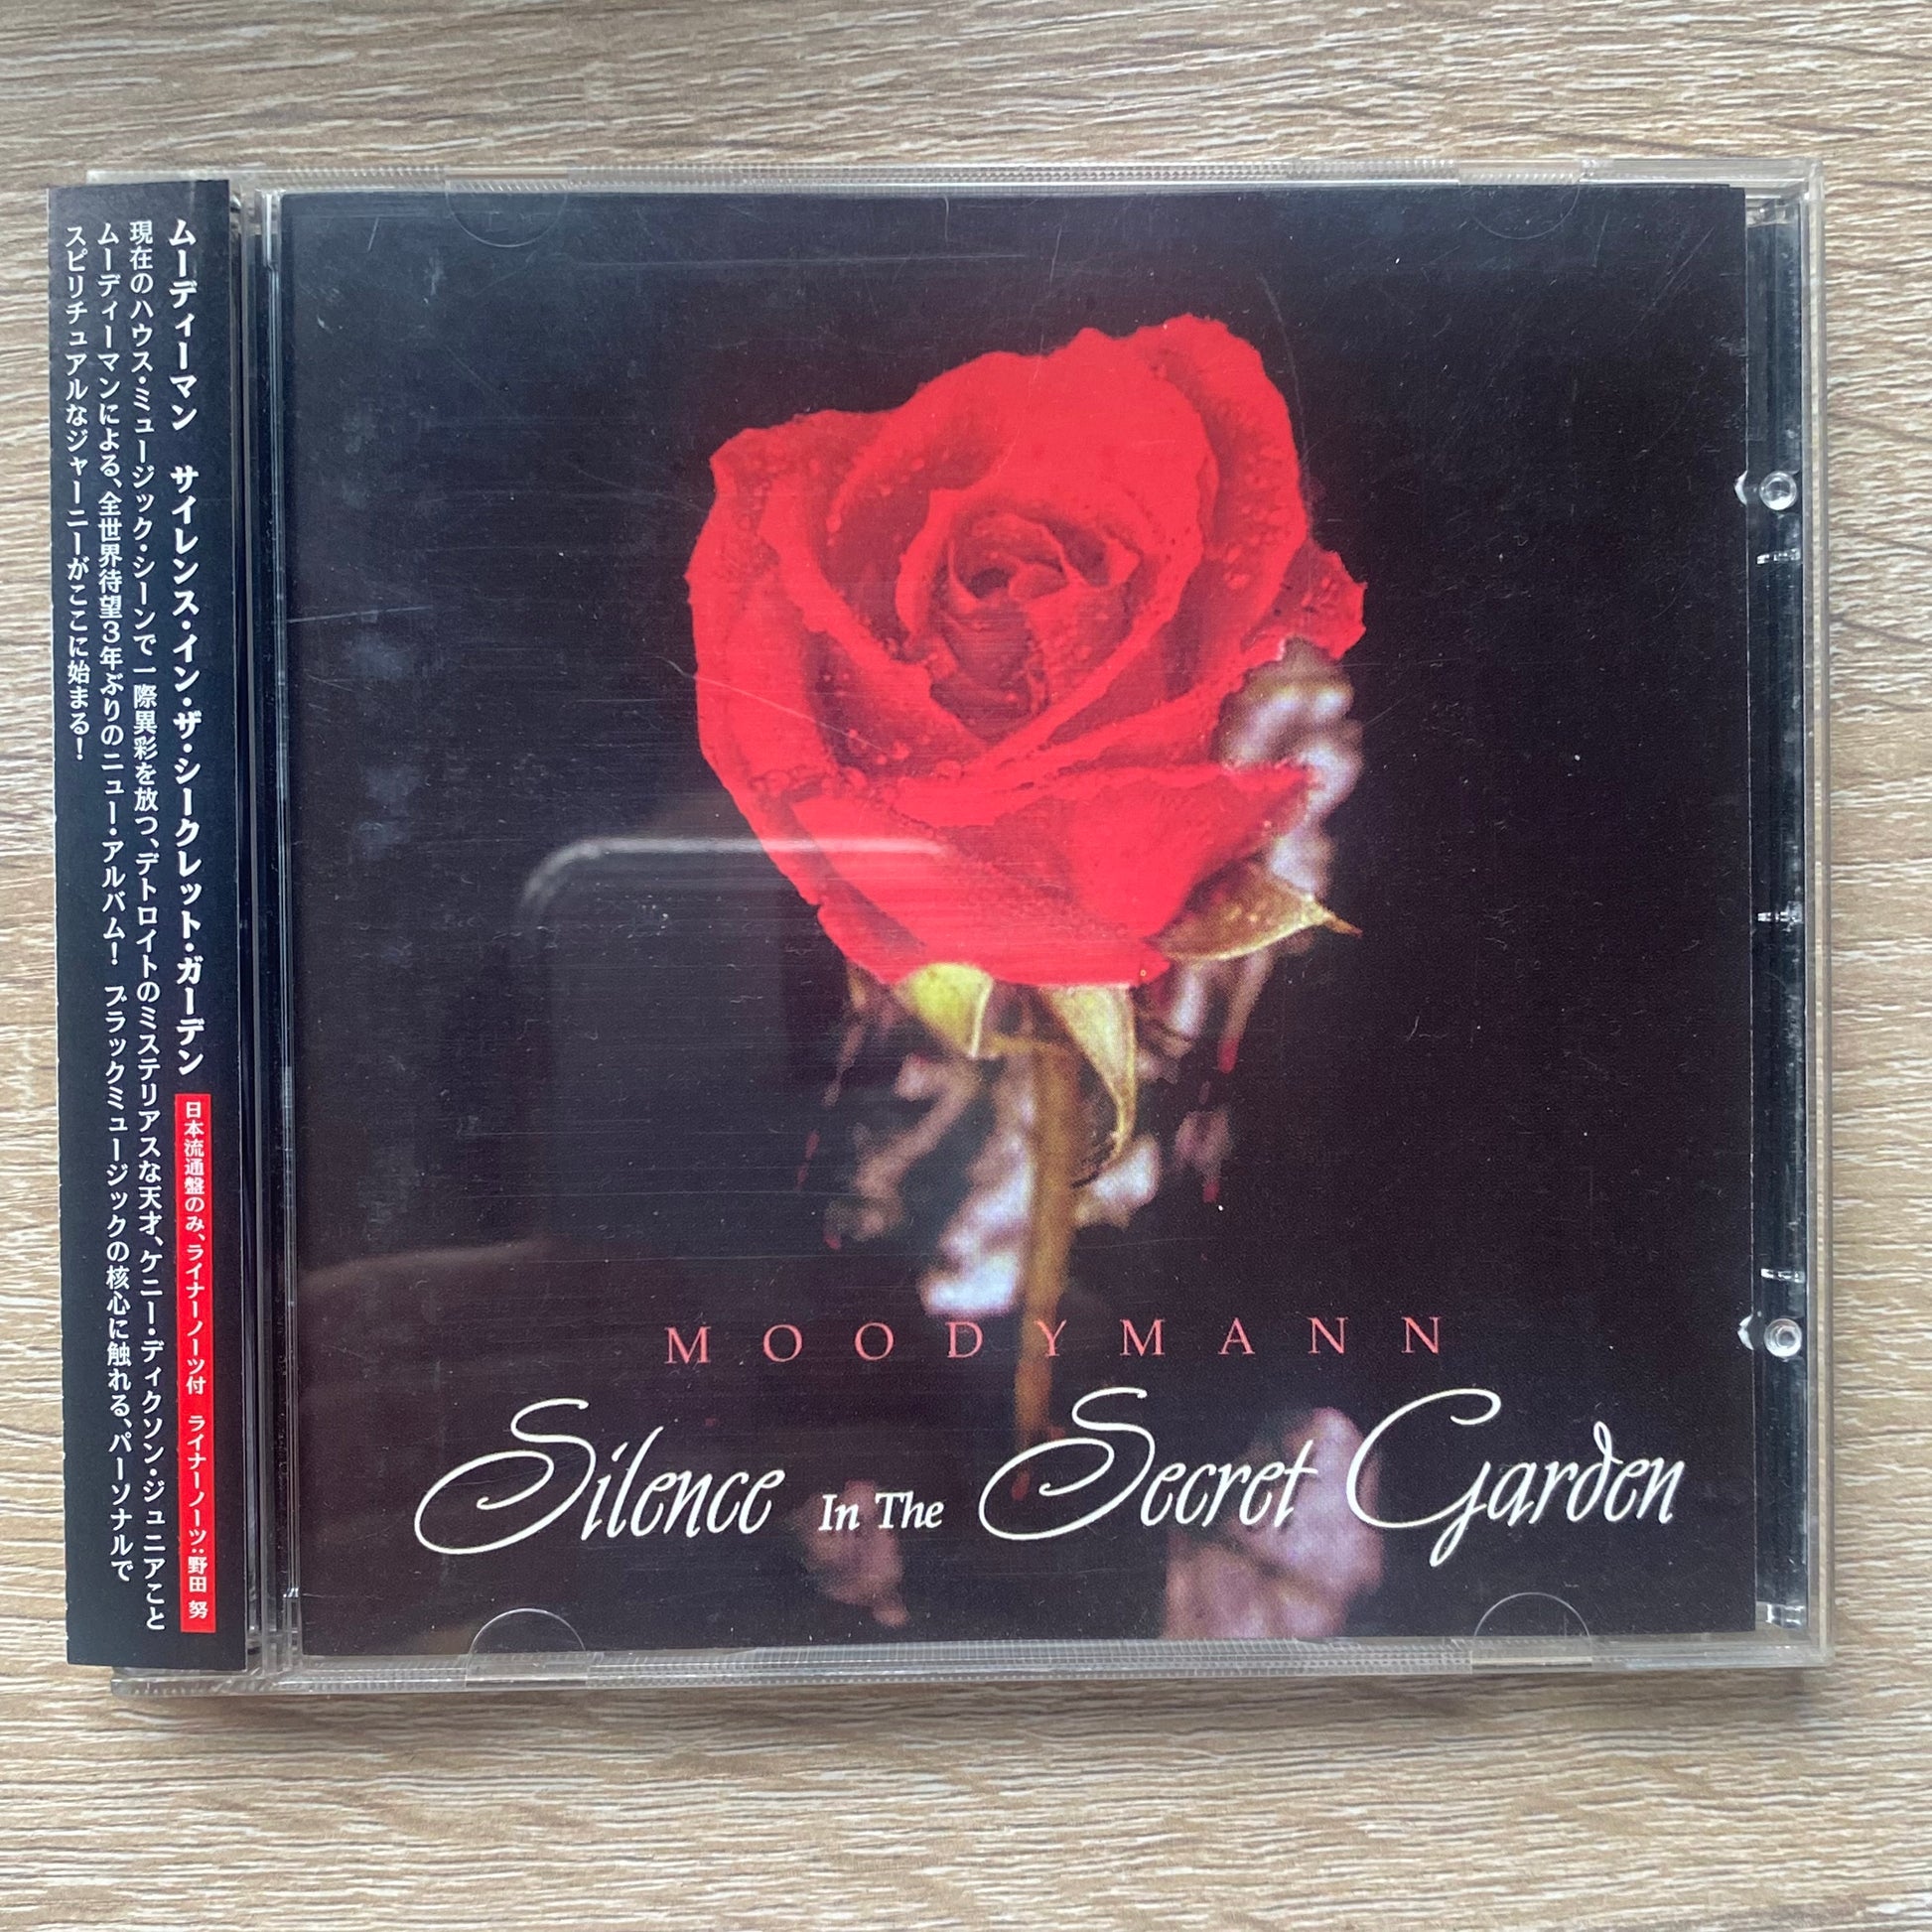 ムーディーマン　サイレンス・イン・ザ・シークレット・ガーデン
日本流通盤のみ、ライナーノーツ付　ライナーノーツ：野田 努
現在のハウス・ミュージック・シーンで一際異彩を放つ、デトロイトのミステリアスな天才、ケニー・ディクソン・ジュニアこと
ムーディーマンによる、全世界待望3年ぶりのニュー・アルバム！ ブラックミュージックの核心に触れる、パーソナルで
スピリチュアルなジャーニーがここに始まる！
MOODYMANN
Silence In The Secret Garden